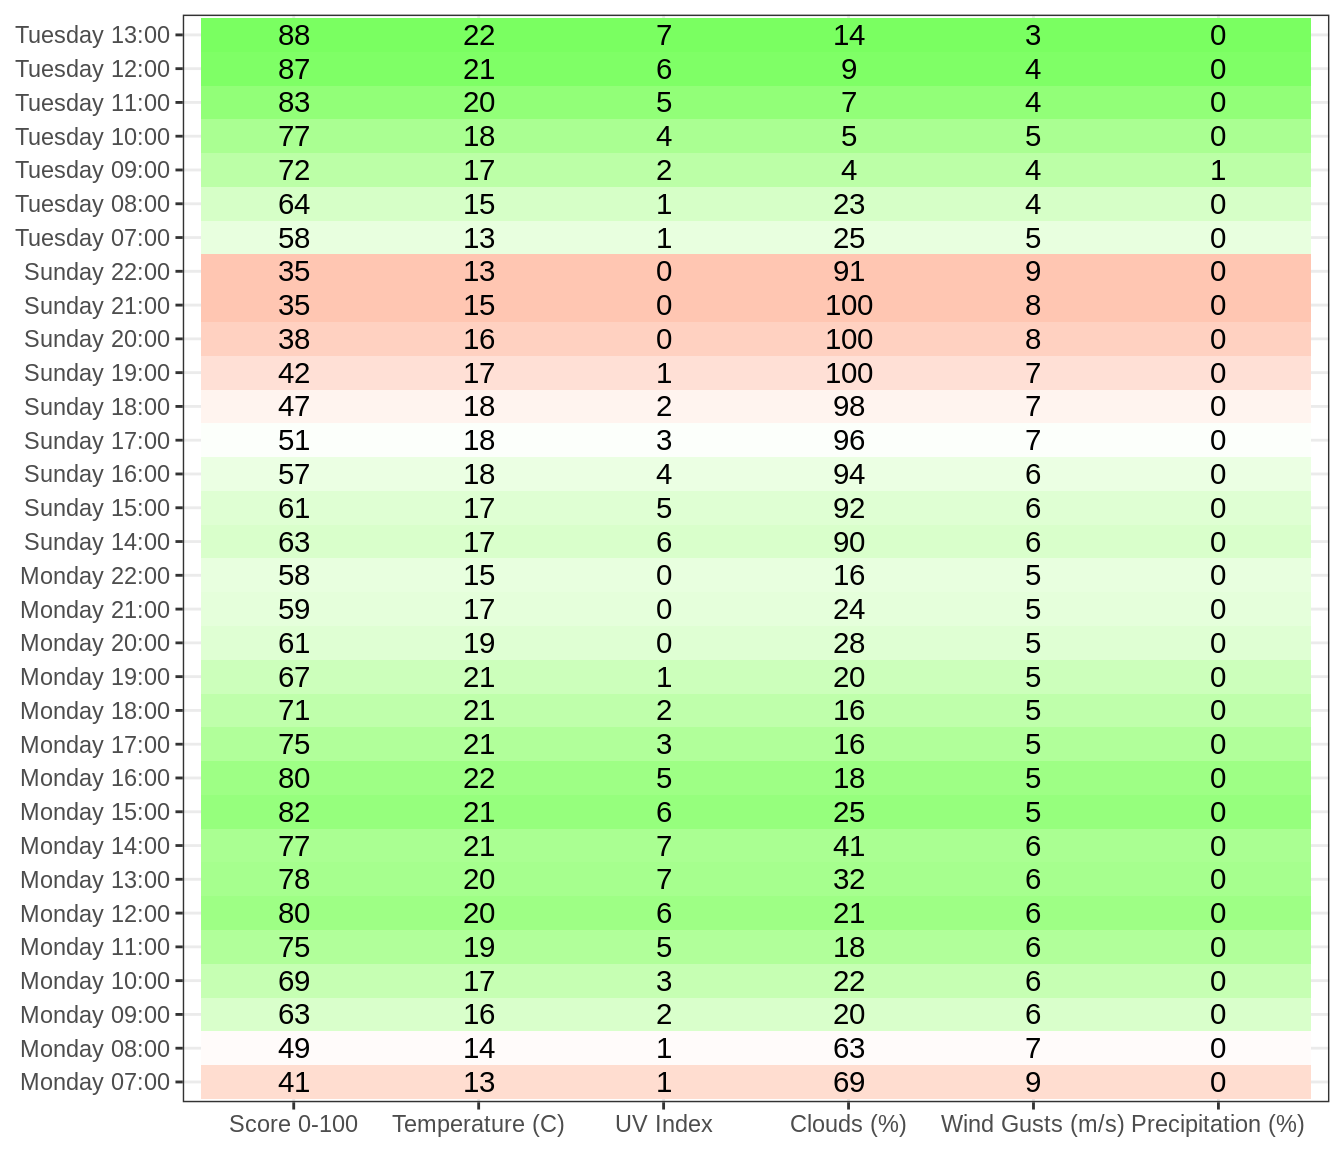 Tuesday 13:00 88 22 7 14 3 0
Tuesday 12:00 87 21 6 9 4 0
Tuesday 11:00 83 20 5 7 4 0
Tuesday 10:00 77 18 4 5 5 0
Tuesday 09:00 72 17 2 4 4 1
Tuesday 08:00 64 15 1 23 4 0
Tuesday 07:00 58 13 1 25 5 0
Sunday 22:00 35 13 0 91 9 0
Sunday 21:00 35 15 0 100 8 0
Sunday 20:00 38 16 0 100 8 0
Sunday 19:00 42 17 1 100 7 0
Sunday 18:00 47 18 2 98 7 0
Sunday 17:00 51 18 3 96 7 0
Sunday 16:00 57 18 4 94 6 0
Sunday 15:00 61 17 5 92 6 0
Sunday 14:00 63 17 6 90 6 0
Monday 22:00 58 15 0 16 5 0
Monday 21:00 59 17 0 24 5 0
Monday 20:00 61 19 0 28 5 0
Monday 19:00 67 21 1 20 5 0
Monday 18:00 71 21 2 16 5 0
Monday 17:00 75 21 3 16 5 0
Monday 16:00 80 22 5 18 5 0
Monday 15:00 82 21 6 25 5 0
Monday 14:00 77 21 7 41 6 0
Monday 13:00 78 20 7 32 6 0
Monday 12:00 80 20 6 21 6 0
Monday 11:00 75 19 5 18 6 0
Monday 10:00 69 17 3 22 6 0
Monday 09:00 63 16 2 20 6 0
Monday 08:00 49 14 1 63 7 0
Monday 07:00 41 13 1 69 9 0
Score 0-100 Temperature (C) UV Index Clouds (%) Wind Gusts (m/s) Precipitation (%)